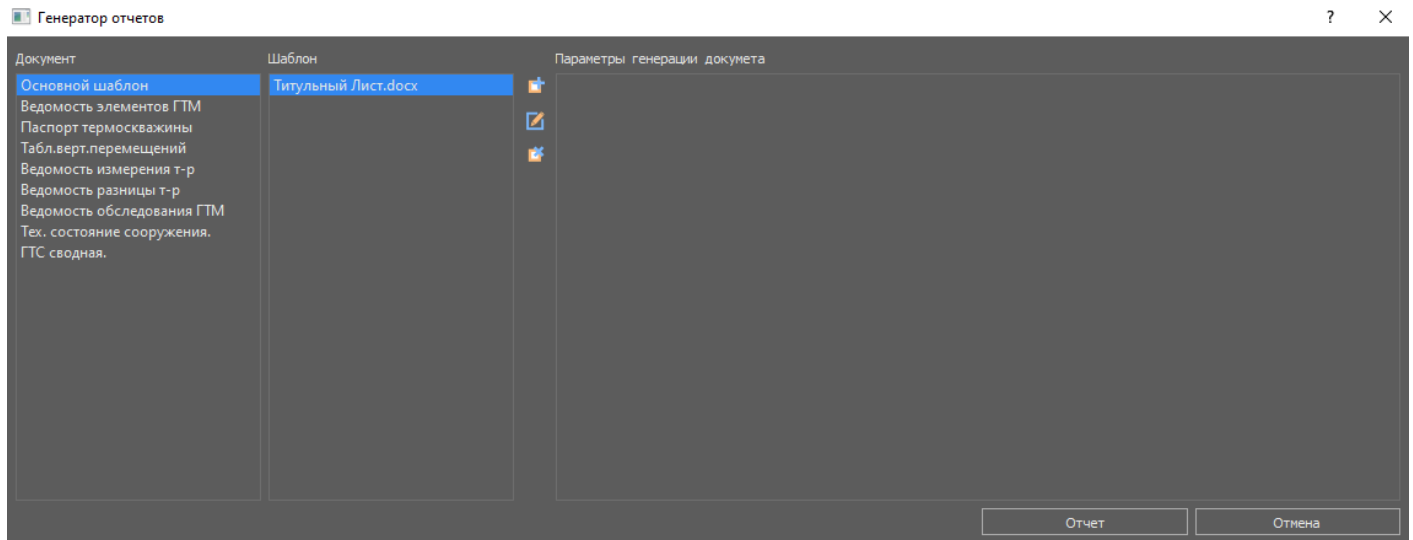 Генератор отчетов
?
Документ
Шаблон
Параметры генерации докумета
Основной шаблон
Ведомость элементов ГТМ
Паспорт термоскважины
Табл.верт.перемещений
Ведомость измерения т-р
Ведомость разницы т-р
Ведомость обследования ГТМ
Тех. состояние сооружения.
ГТС сводная.
Титульный Лист.docx
Отчет
Отмена